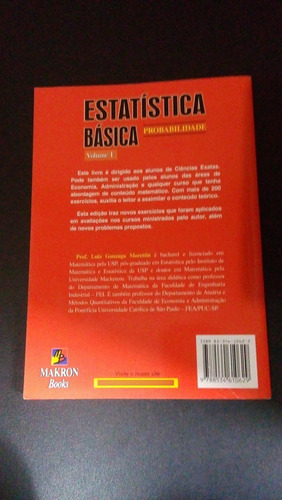 ESTATÍSTICA
BÁSICA PROBABILIDADE
Volume 1
Este livro é dirigido aos alunos de Ciências Exatas.
Pode também ser usado pelos alunos das áreas de
Economia, Administração e qualquer curso que tenha
abordagem de conteúdo matemático. Com mais de 200
exercícios, auxilia o leitor a assimilar o conteúdo teórico.
Esta edição traz novos exercícios que foram aplicados
em avaliações nos cursos ministrados pelo autor, além
de novos problemas propostos.
Prof. Luiz Gonzaga Morettin é bacharel e licenciado em
Matemática pela USP, pós-graduado em Estatística pelo Instituto de
Matemática e Estatística da USP e doutor em Matemática pela
Universidade Mackenzie. Trabalha na área didática como professor
do Departamento de Matemática da Faculdade de Engenharia
Industrial – FEI. É também professor do Departamento de Atuária e
Métodos Quantitativos da Faculdade de Economia e Administração
da Pontifícia Universidade Católica de São Paulo – FEA/PUC-SP.
MAKRON
Books
Visite o nosso site